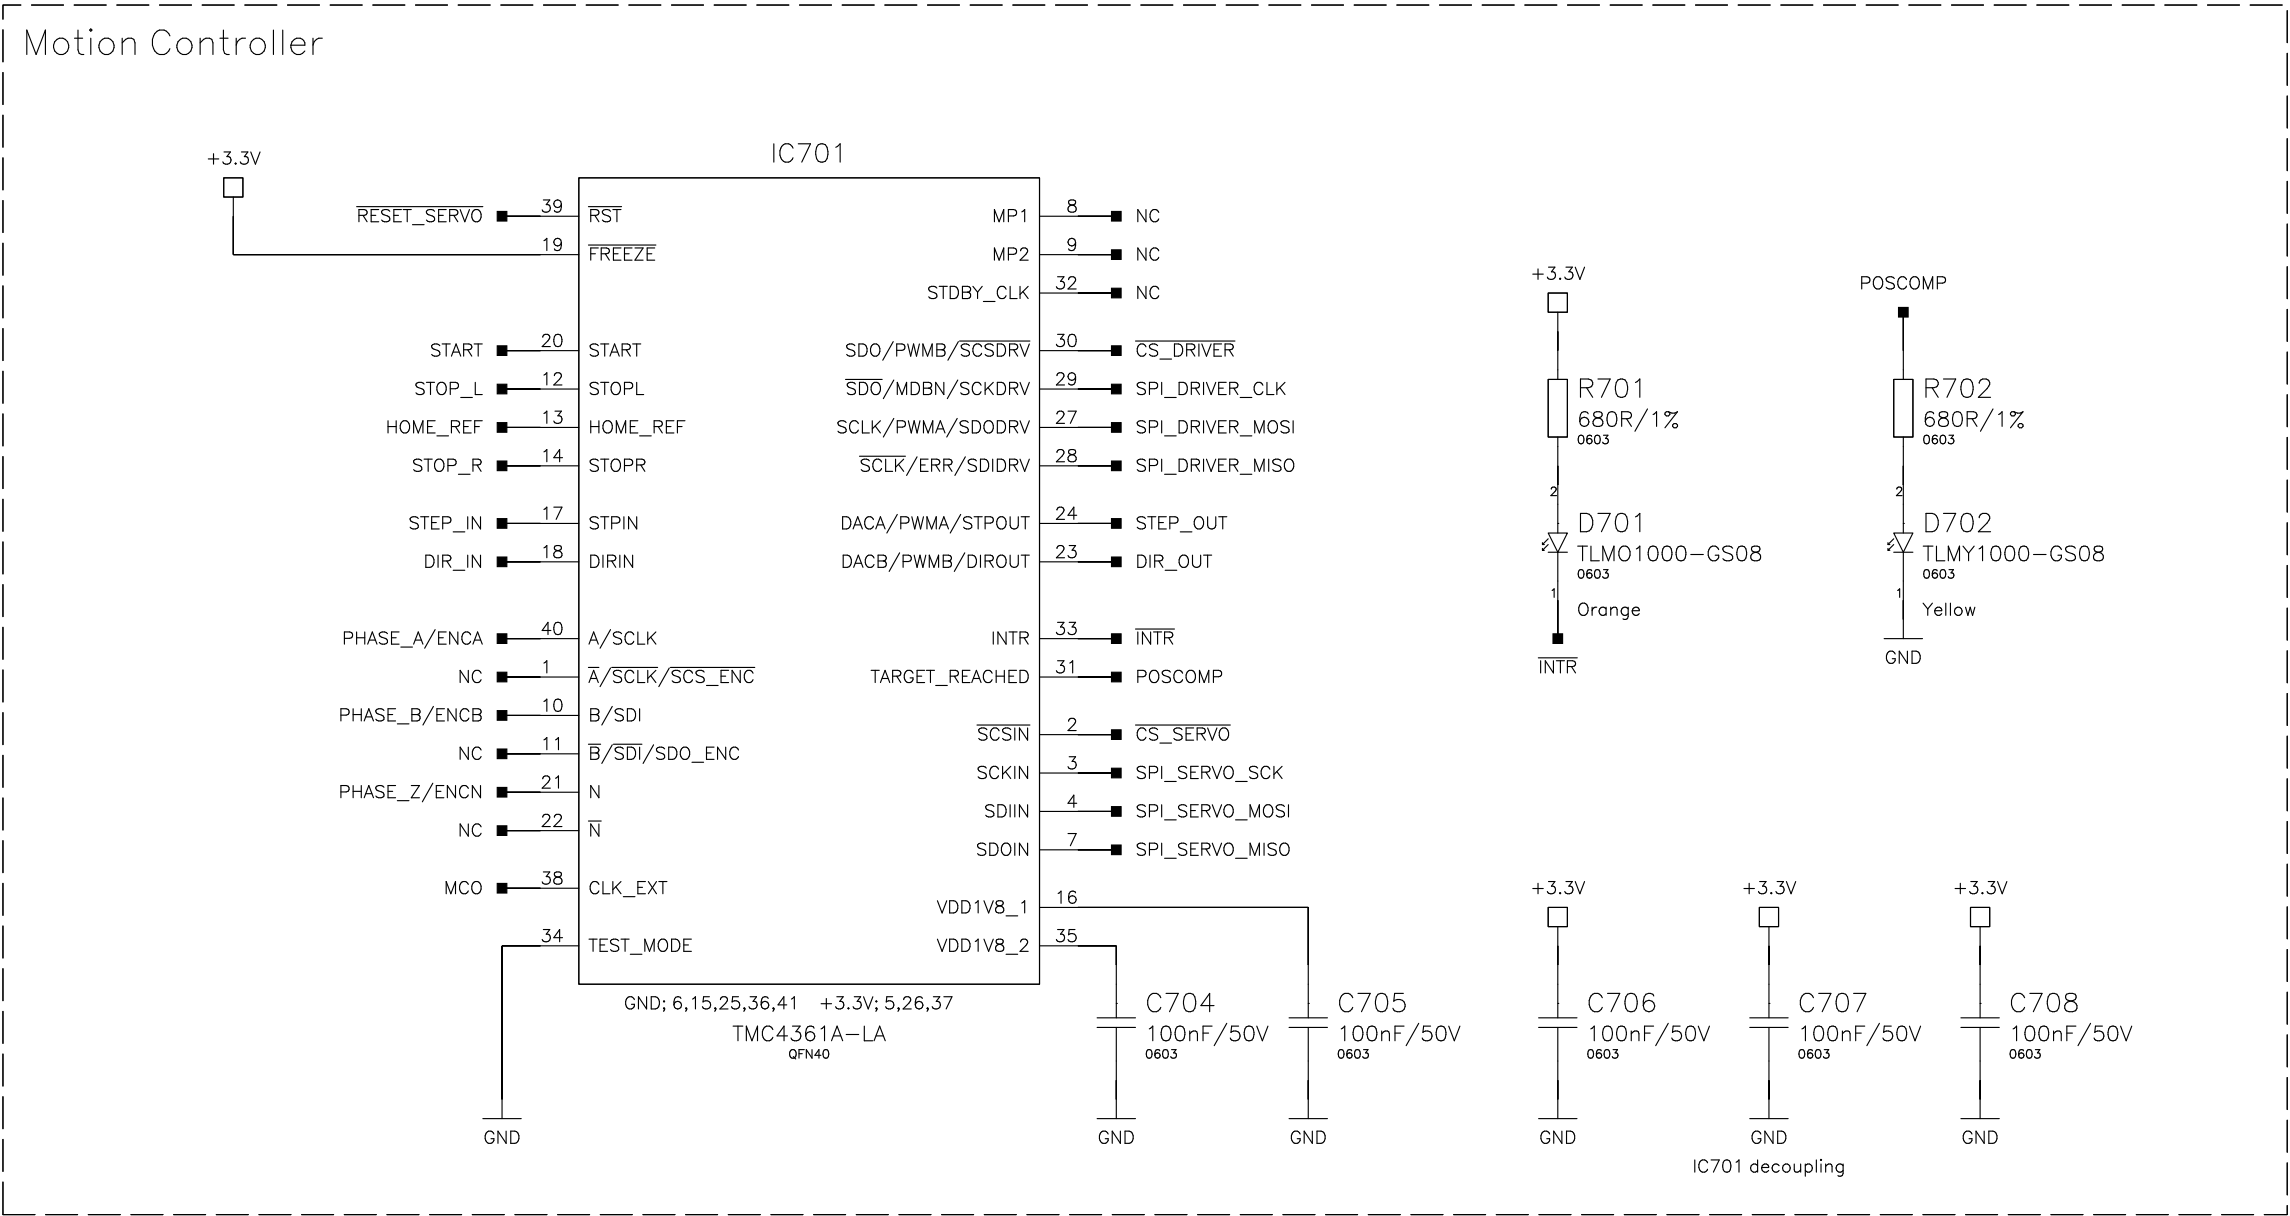 Motion Controller
+3.3V
IC701
RESET_SERVO 39 RST
19 FREEZE
START 20 START
STOP_L 12 STOPL
HOME_REF 13 HOME_REF
STOP_R 14 STOPR
STEP_IN 17 STPIN
DIR_IN 18 DIRIN
PHASE_A/ENCA 40 A/SCLK
NC 1 A/SCLK/SCS_ENC
PHASE_B/ENCB 10 B/SDI
NC 11 B/SDI/SDO_ENC
PHASE_Z/ENCN 21 N
NC 22 N
MCO 38 CLK_EXT
34 TEST_MODE
GND
MP1 8 NC
MP2 9 NC
STDBY_CLK 32 NC
SDO/PWMB/SCSDRV 30 CS_DRIVER
SDO/MDBN/SCKDRV 29 SPI_DRIVER_CLK
SCLK/PWMA/SDODRV 27 SPI_DRIVER_MOSI
SCLK/ERR/SDIDRV 28 SPI_DRIVER_MISO
DACA/PWMA/STPOUT 24 STEP_OUT
DACB/PWMB/DIROUT 23 DIR_OUT
INTR 33 INTR
TARGET_REACHED 31 POSCOMP
SCSIN 2 CS_SERVO
SCKIN 3 SPI_SERVO_SCK
SDIIN 4 SPI_SERVO_MOSI
SDOIN 7 SPI_SERVO_MISO
VDD1V8_1 16
VDD1V8_2 35
GND; 6,15,25,36,41 +3.3V; 5,26,37
TMC4361A-LA
QFN40
C704
100nF/50V
0603
GND
C705
100nF/50V
0603
GND
+3.3V
R701
680R/1%
0603
2
D701
TLMO1000-GS08
0603
1
Orange
INTR
POSCOMP
R702
680R/1%
0603
2
D702
TLMY1000-GS08
0603
1
Yellow
GND
+3.3V
C706
100nF/50V
0603
GND
+3.3V
C707
100nF/50V
0603
GND
+3.3V
C708
100nF/50V
0603
GND
IC701 decoupling